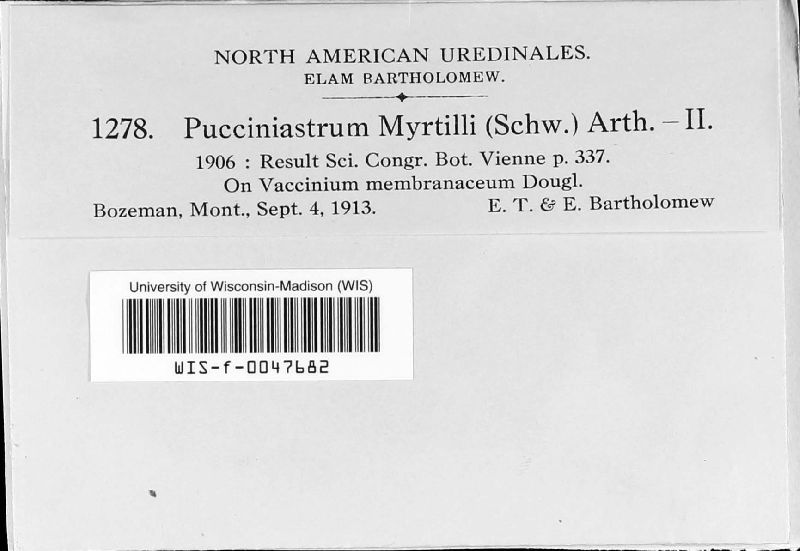 NORTH AMERICAN UREDINALES.
ELAM BARTHOLOMEW.
1278. Pucciniastrum Myrtilli (Schw.) Arth. – II.
1906 : Result Sci. Congr. Bot. Vienne p. 337.
On Vaccinium membranaceum Dougl.
Bozeman, Mont., Sept. 4, 1913. E. T. & E. Bartholomew
University of Wisconsin-Madison (WIS)
WIS-f-0047682